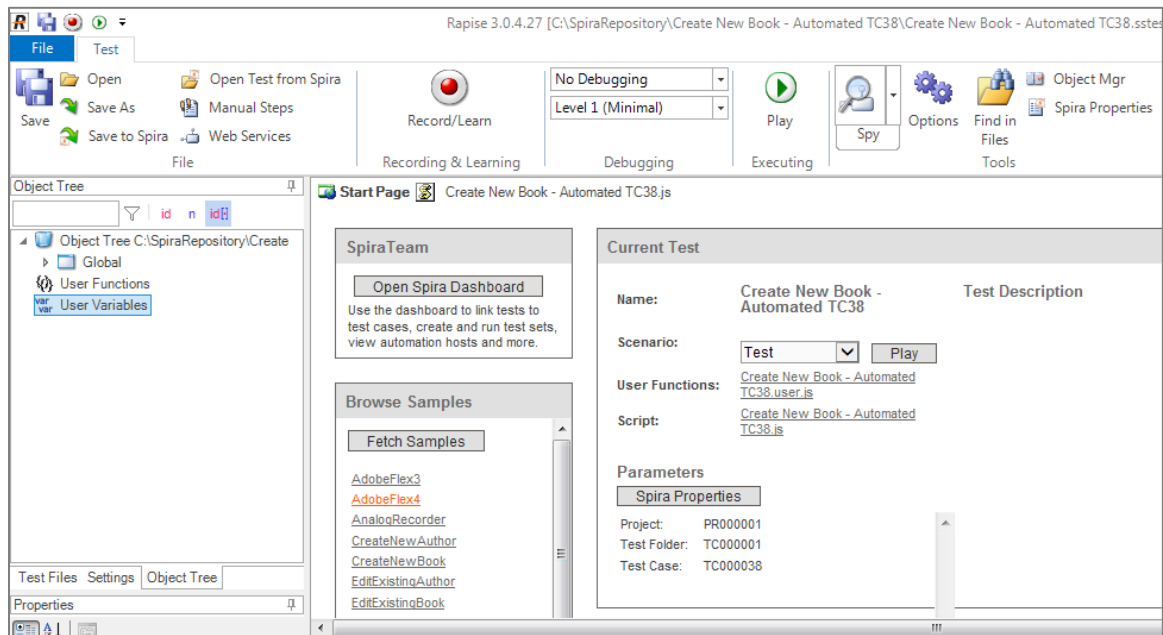 Rapise 3.0.4.27 [C:\SpiraRepository\Create New Book - Automated TC38\Create New Book - Automated TC38.sstes
File Test
Save
Open
Save As
Save to Spira
Open Test from Spira
Manual Steps
Web Services
File
Record/Learn
Recording & Learning
No Debugging
Level 1 (Minimal)
Debugging
Play
Executing
Spy
Options
Find in
Files
Object Mgr
Spira Properties
Tools
Object Tree
id n id[·]
Object Tree C:\SpiraRepository\Create
Global
User Functions
var
var
User Variables
Test Files Settings Object Tree
Properties
Start Page Create New Book - Automated TC38.js
SpiraTeam
Open Spira Dashboard
Use the dashboard to link tests to
test cases, create and run test sets,
view automation hosts and more.
Browse Samples
Fetch Samples
AdobeFlex3
AdobeFlex4
AnalogRecorder
CreateNewAuthor
CreateNewBook
EditExistingAuthor
EditExistingBook
Current Test
Name: Create New Book -
Automated TC38
Test Description
Scenario: Test Play
User Functions: Create New Book - Automated
TC38.user.js
Script: Create New Book - Automated
TC38.js
Parameters
Spira Properties
Project: PR000001
Test Folder: TC000001
Test Case: TC000038